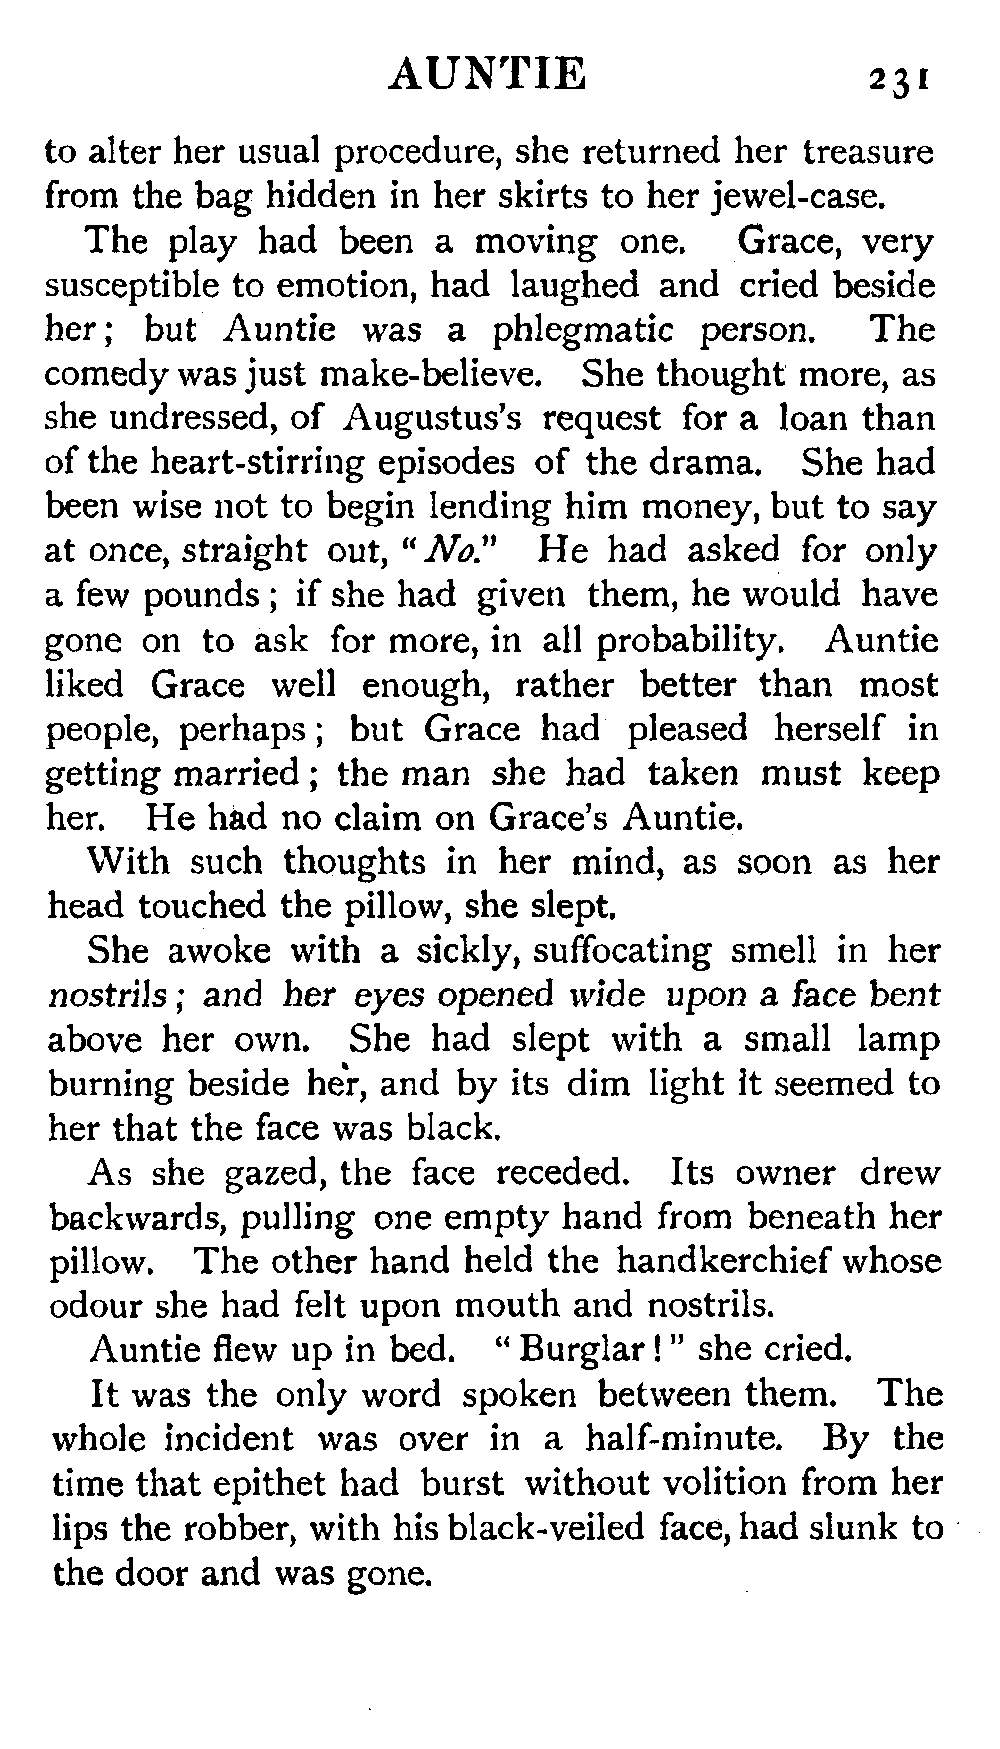 AUNTIE 231
to alter her usual procedure, she returned her treasure
from the bag hidden in her skirts to her jewel-case.
The play had been a moving one. Grace, very
susceptible to emotion, had laughed and cried beside
her; but Auntie was a phlegmatic person. The
comedy was just make-believe. She thought more, as
she undressed, of Augustus's request for a loan than
of the heart-stirring episodes of the drama. She had
been wise not to begin lending him money, but to say
at once, straight out, "No." He had asked for only
a few pounds; if she had given them, he would have
gone on to ask for more, in all probability. Auntie
liked Grace well enough, rather better than most
people, perhaps; but Grace had pleased herself in
getting married; the man she had taken must keep
her. He had no claim on Grace's Auntie.
With such thoughts in her mind, as soon as her
head touched the pillow, she slept.
She awoke with a sickly, suffocating smell in her
nostrils; and her eyes opened wide upon a face bent
above her own. She had slept with a small lamp
burning beside her, and by its dim light it seemed to
her that the face was black.
As she gazed, the face receded. Its owner drew
backwards, pulling one empty hand from beneath her
pillow. The other hand held the handkerchief whose
odour she had felt upon mouth and nostrils.
Auntie flew up in bed. "Burglar!" she cried.
It was the only word spoken between them. The
whole incident was over in a half-minute. By the
time that epithet had burst without volition from her
lips the robber, with his black-veiled face, had slunk to
the door and was gone.